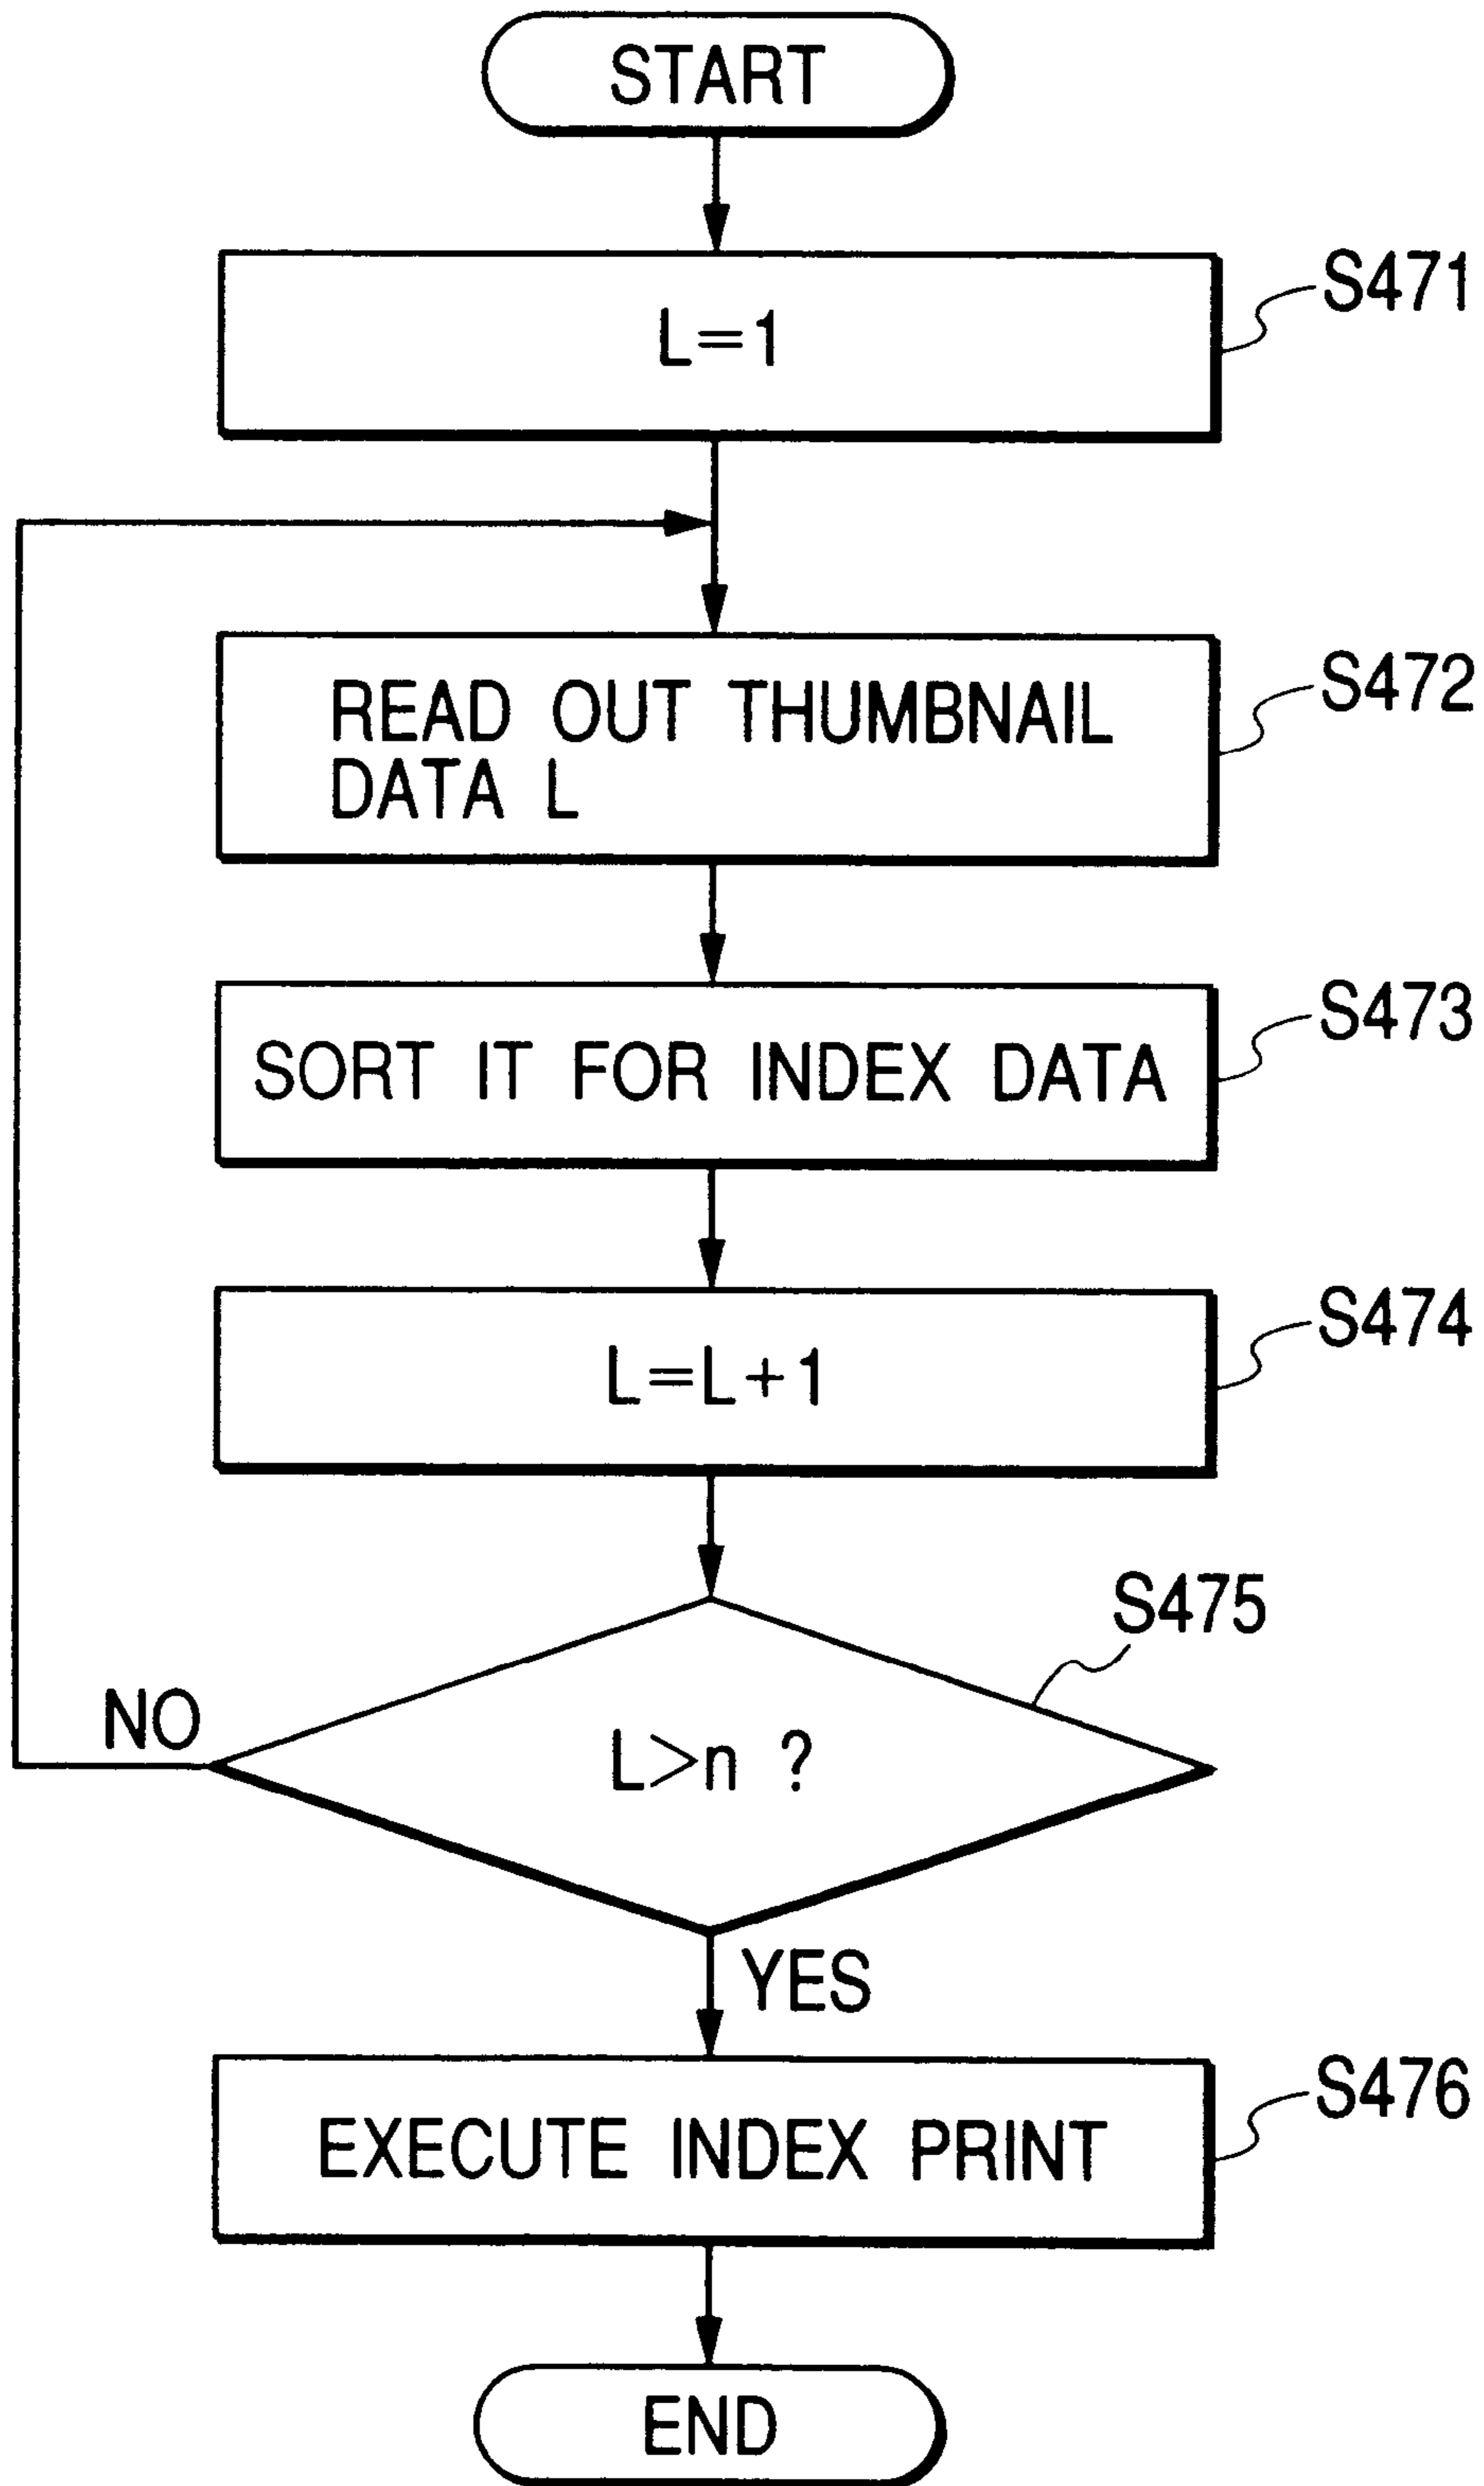 START
L=1
S471
READ OUT THUMBNAIL
DATA L
S472
SORT IT FOR INDEX DATA
S473
L=L+1
S474
S475
NO
L>n ?
YES
EXECUTE INDEX PRINT
S476
END